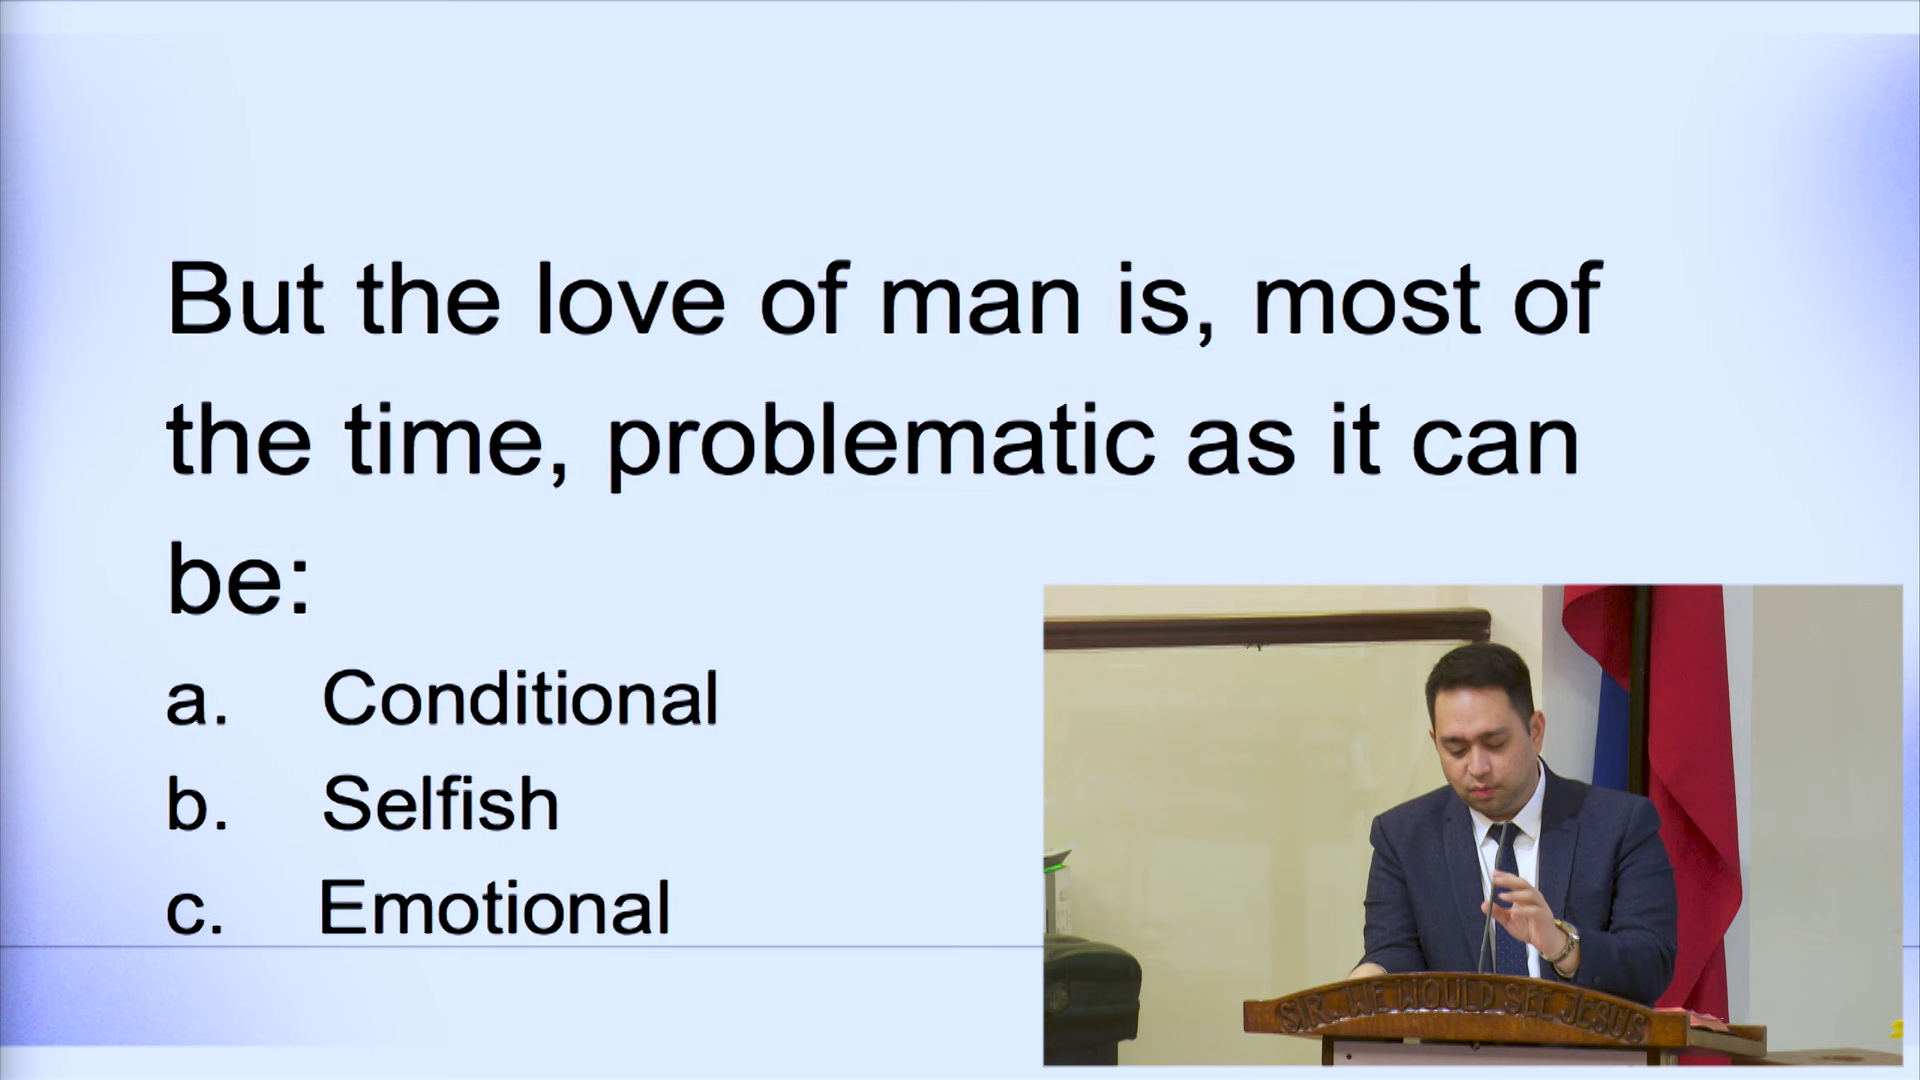 But the love of man is, most of
the time, problematic as it can
be:
a. Conditional
b. Selfish
c. Emotional
SIR, WE WOULD SEE JESUS